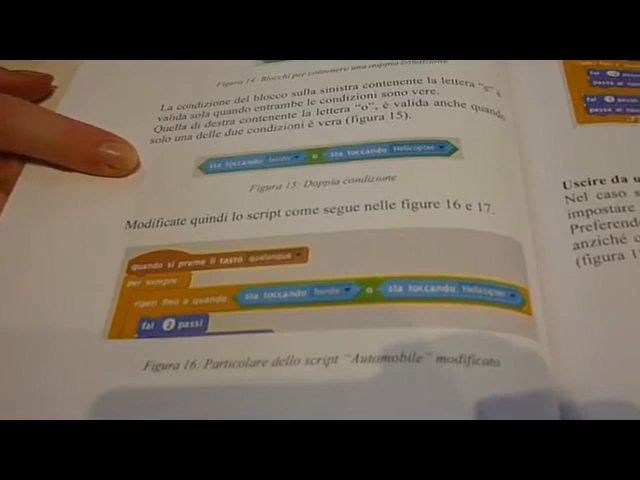 Figura 14: Blocchi per contenere una doppia condizione
La condizione del blocco sulla sinistra contenente la lettera "e" è
valida sola quando entrambe le condizioni sono vere.
Quella di destra contenente la lettera "o", è valida anche quando
solo una delle due condizioni è vera (figura 15).
sta toccando bordo o sta toccando Helicopter
Figura 15: Doppia condizione
Modificate quindi lo script come segue nelle figure 16 e 17.
quando si preme il tasto qualunque
per sempre
ripeti fino a quando sta toccando bordo o sta toccando Helicopter
fai 2 passi
Figura 16: Particolare dello script "Automobile" modificato
fai
passi
fai
Uscire da
Nel caso
impostare
Preferend
anziché
(figura 1